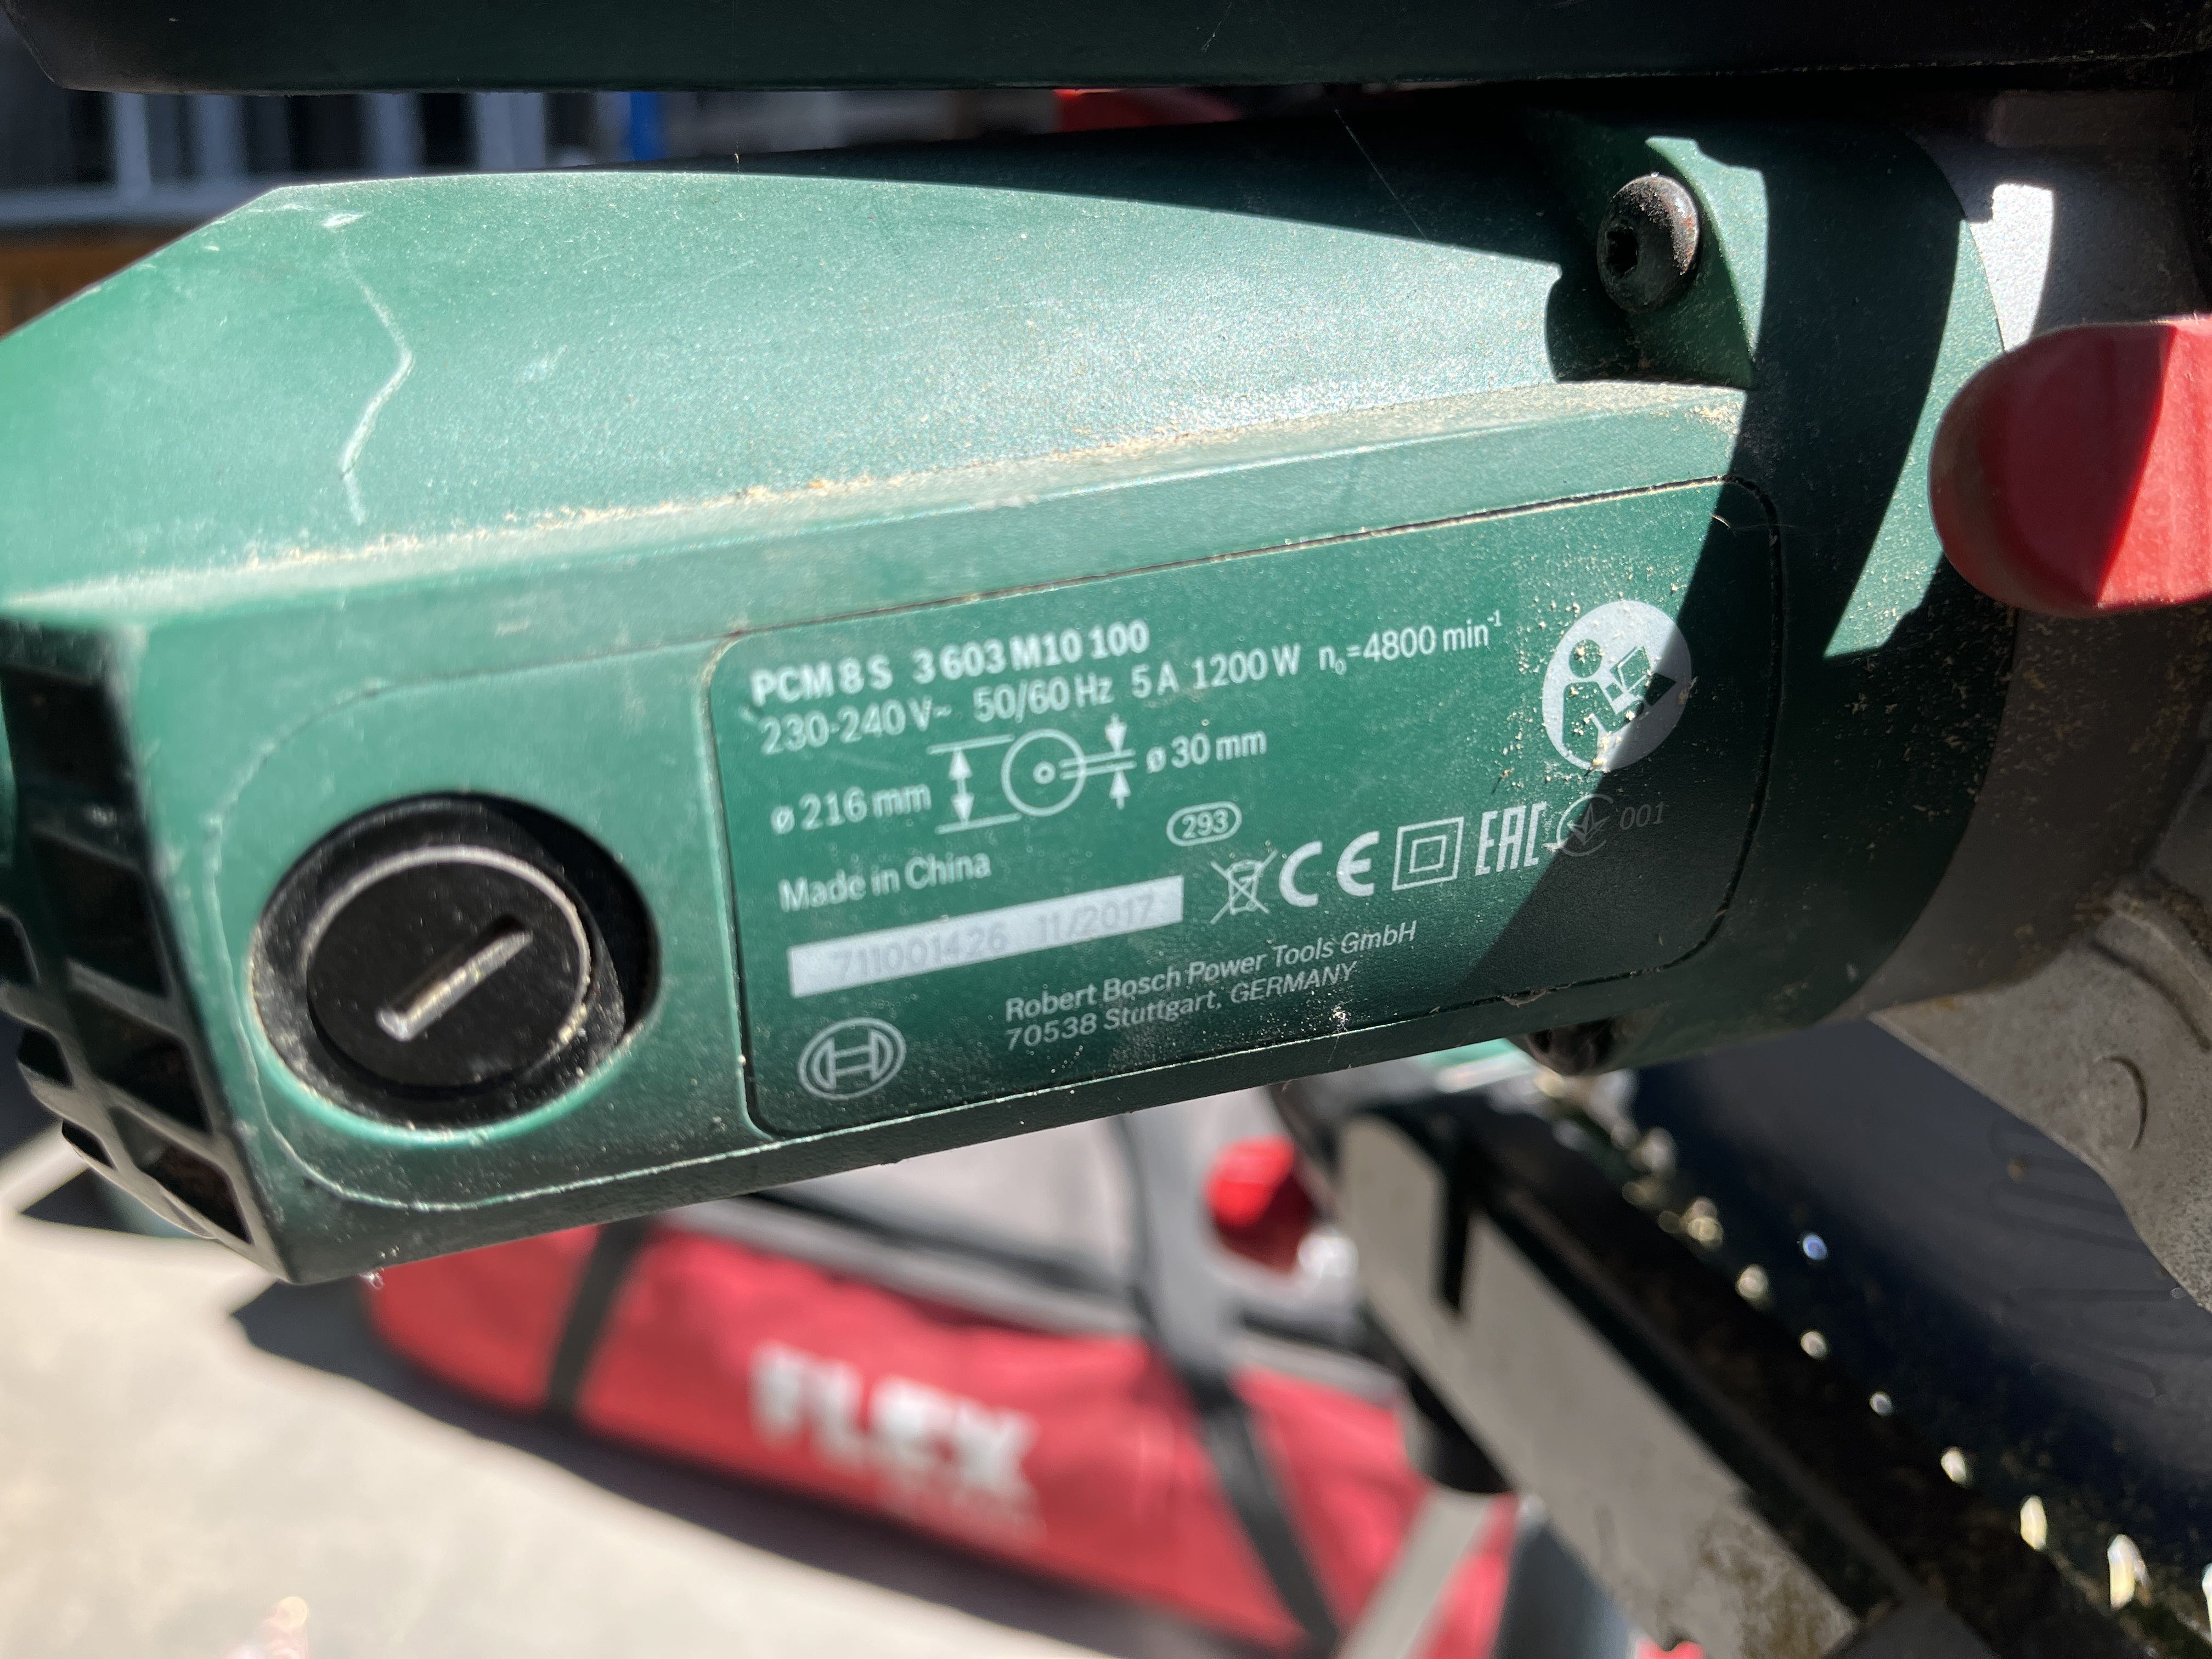 PCM 8 S 3 603 M10 100
230-240 V~ 50/60 Hz 5 A 1200 W n₀=4800 min⁻¹
ø 216 mm ø 30 mm
293
Made in China
EAC 001
711001426 11/2017
Robert Bosch Power Tools GmbH
70538 Stuttgart, GERMANY
FLEX